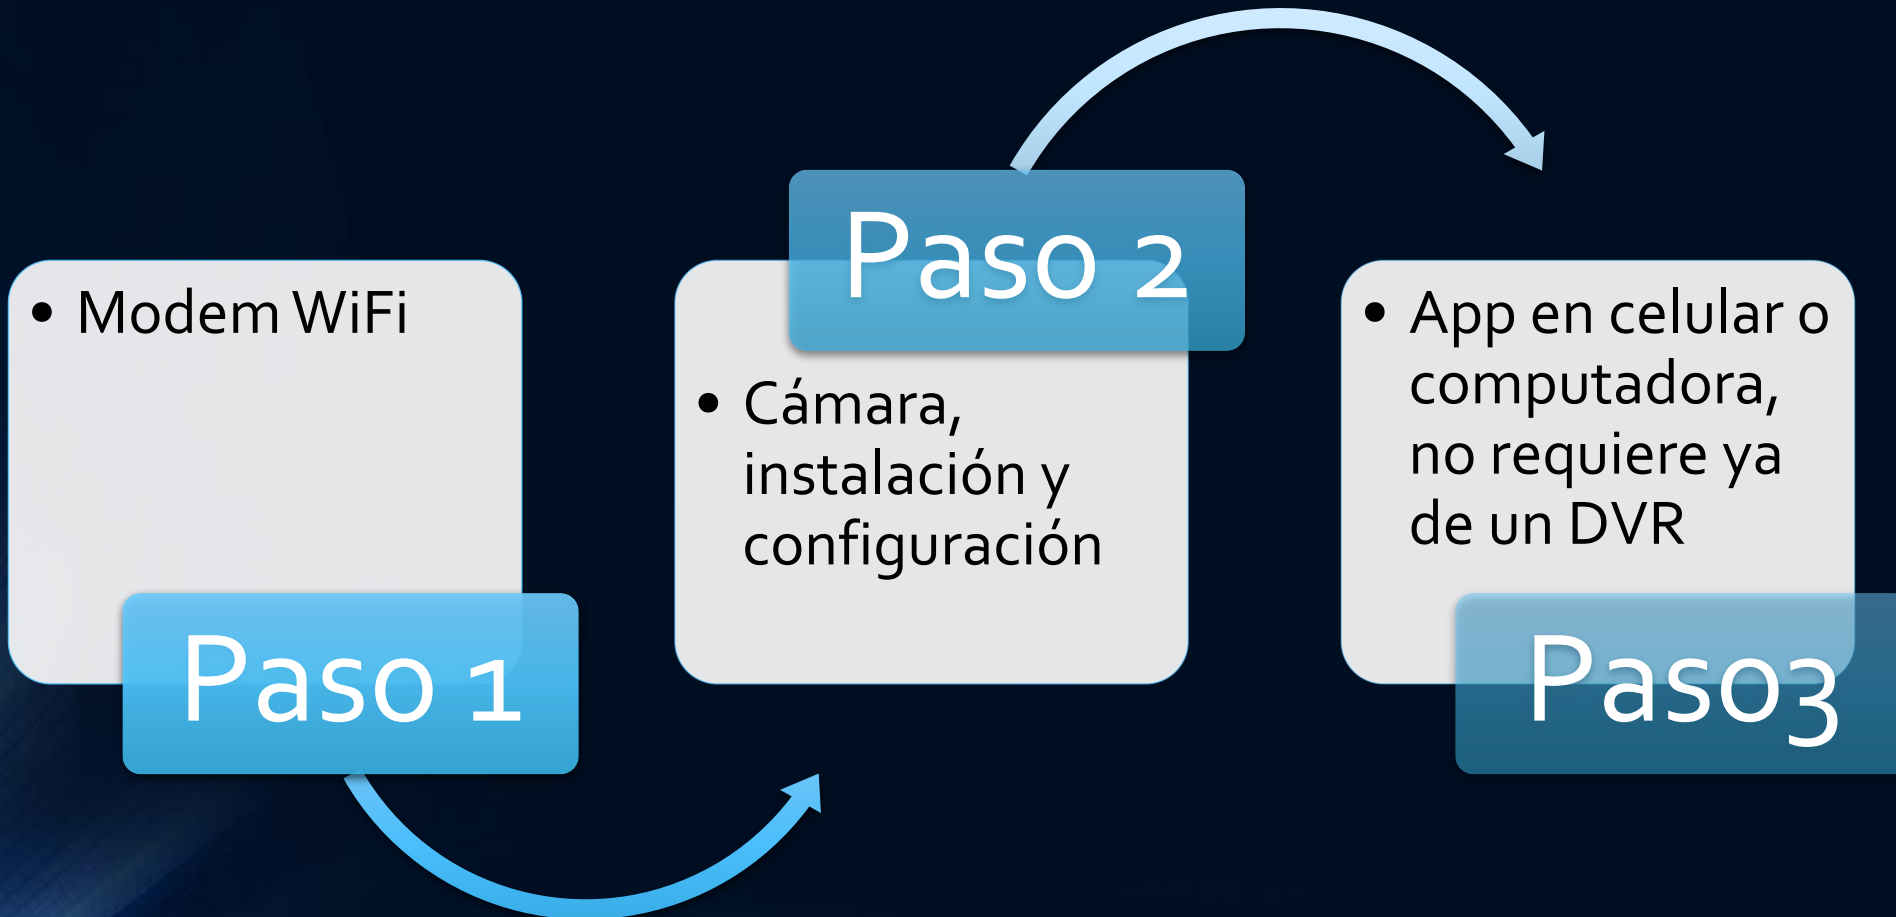 • Modem WiFi
Paso 1
Paso 2
• Cámara,
instalación y
configuración
• App en celular o
computadora,
no requiere ya
de un DVR
Paso3